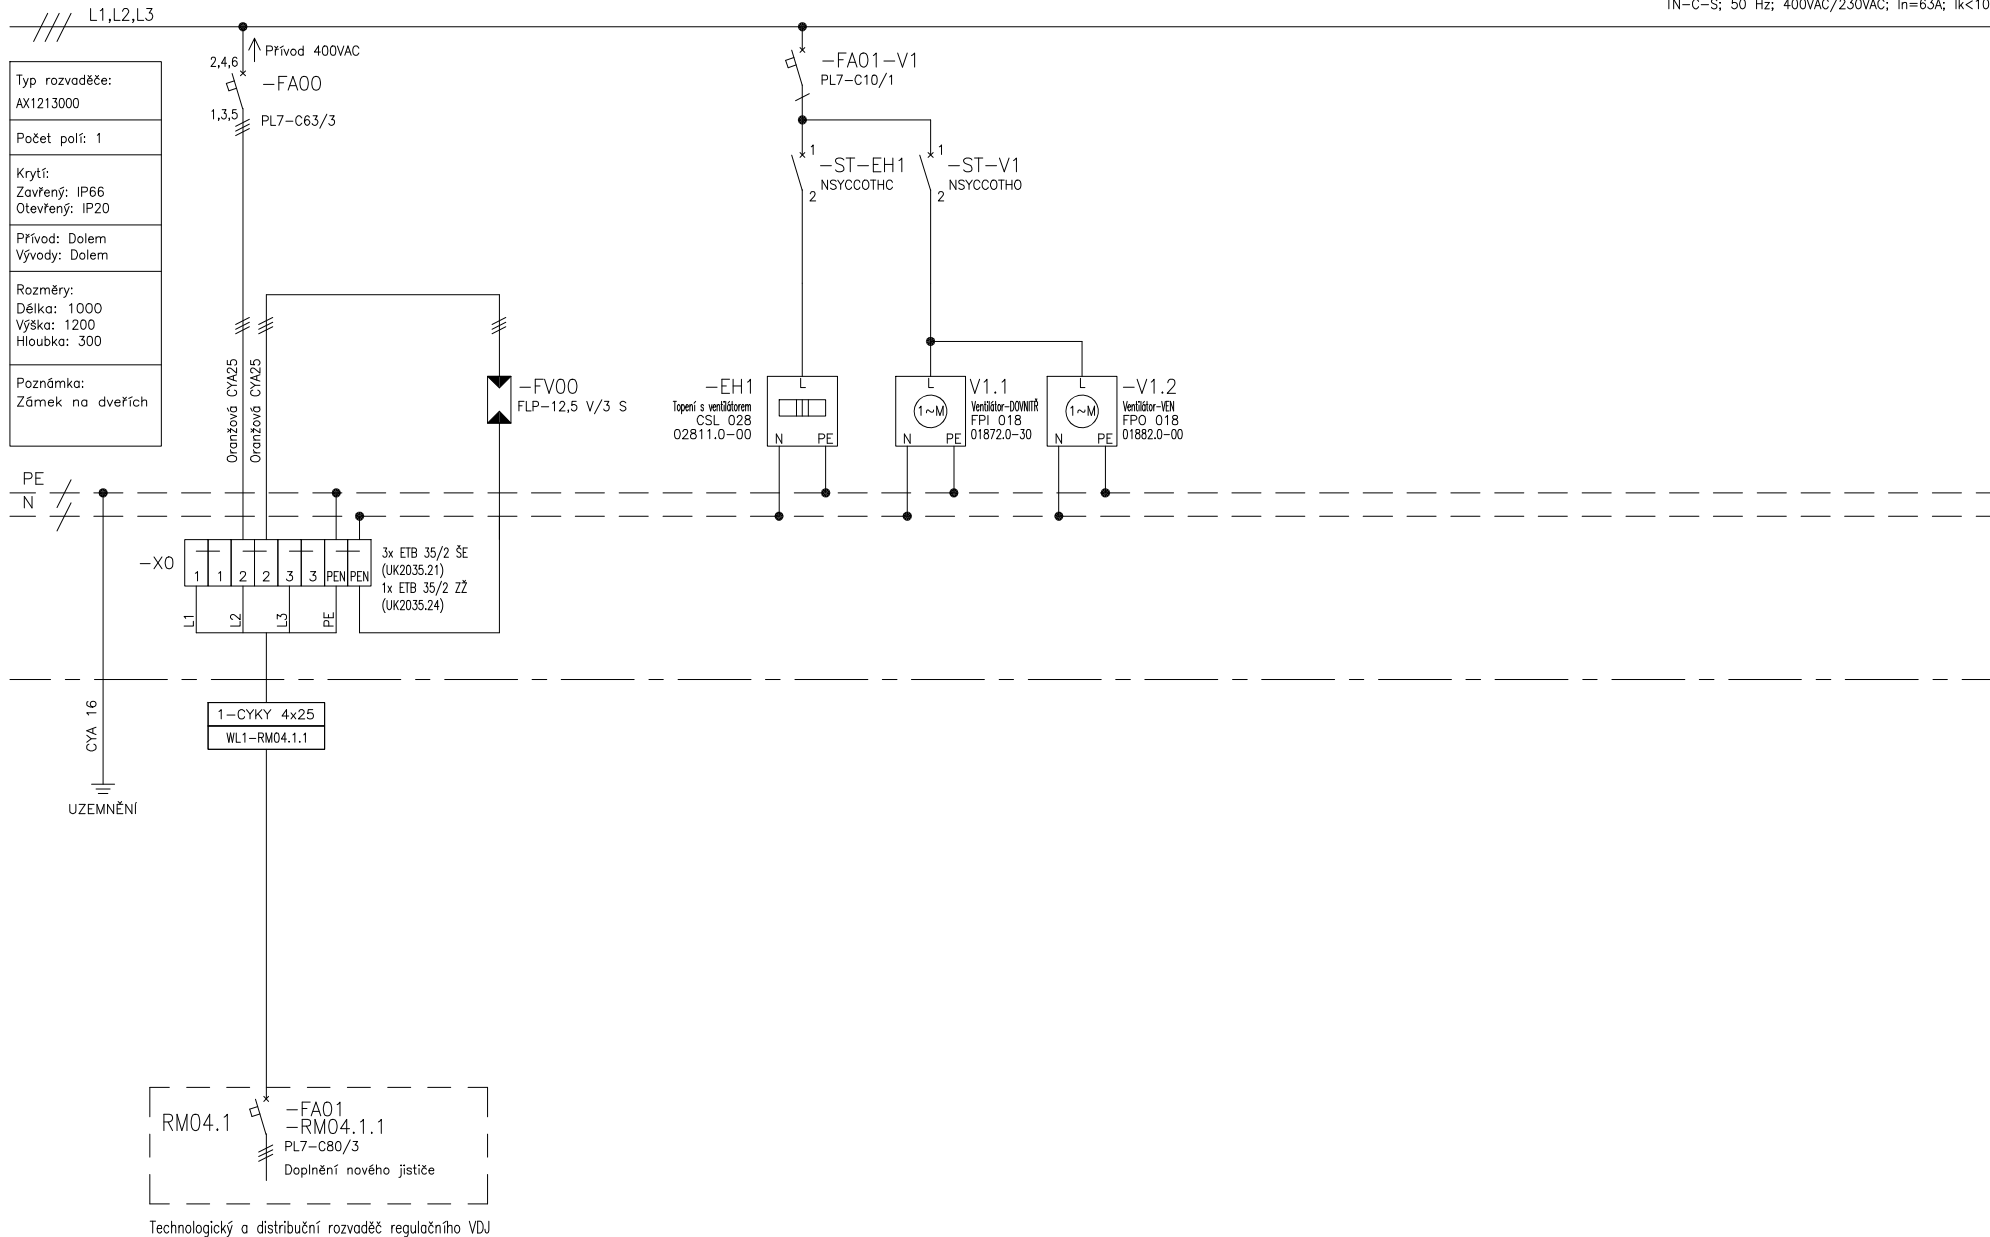 L1,L2,L3
TN-C-S; 50 Hz; 400VAC/230VAC; In=63A; Ik<10
Přívod 400VAC
2,4,6
-FA00
1,3,5
PL7-C63/3
Typ rozvaděče:
AX1213000
Počet polí: 1
Krytí:
Zavřený: IP66
Otevřený: IP20
Přívod: Dolem
Vývody: Dolem
Rozměry:
Délka: 1000
Výška: 1200
Hloubka: 300
Poznámka:
Zámek na dveřích
Oranžová CYA25
Oranžová CYA25
-FV00
FLP-12,5 V/3 S
-FA01-V1
PL7-C10/1
1
-ST-EH1
NSYCCOTHC
2
1
-ST-V1
NSYCCOTHO
2
-EH1
Topení s ventilátorem
CSL 028
02811.0-00
L
N PE
V1.1
Ventilátor-DOVNITŘ
FPI 018
01872.0-30
L
1~M
N PE
-V1.2
Ventilátor-VEN
FPO 018
01882.0-00
L
1~M
N PE
PE
N
-X0
1 1 2 2 3 3 PEN PEN
3x ETB 35/2 ŠE
(UK2035.21)
1x ETB 35/2 ZŽ
(UK2035.24)
L1
L2
L3
PE
CYA 16
UZEMNĚNÍ
1-CYKY 4x25
WL1-RM04.1.1
RM04.1
-FA01
-RM04.1.1
PL7-C80/3
Doplnění nového jističe
Technologický a distribuční rozvaděč regulačního VDJ